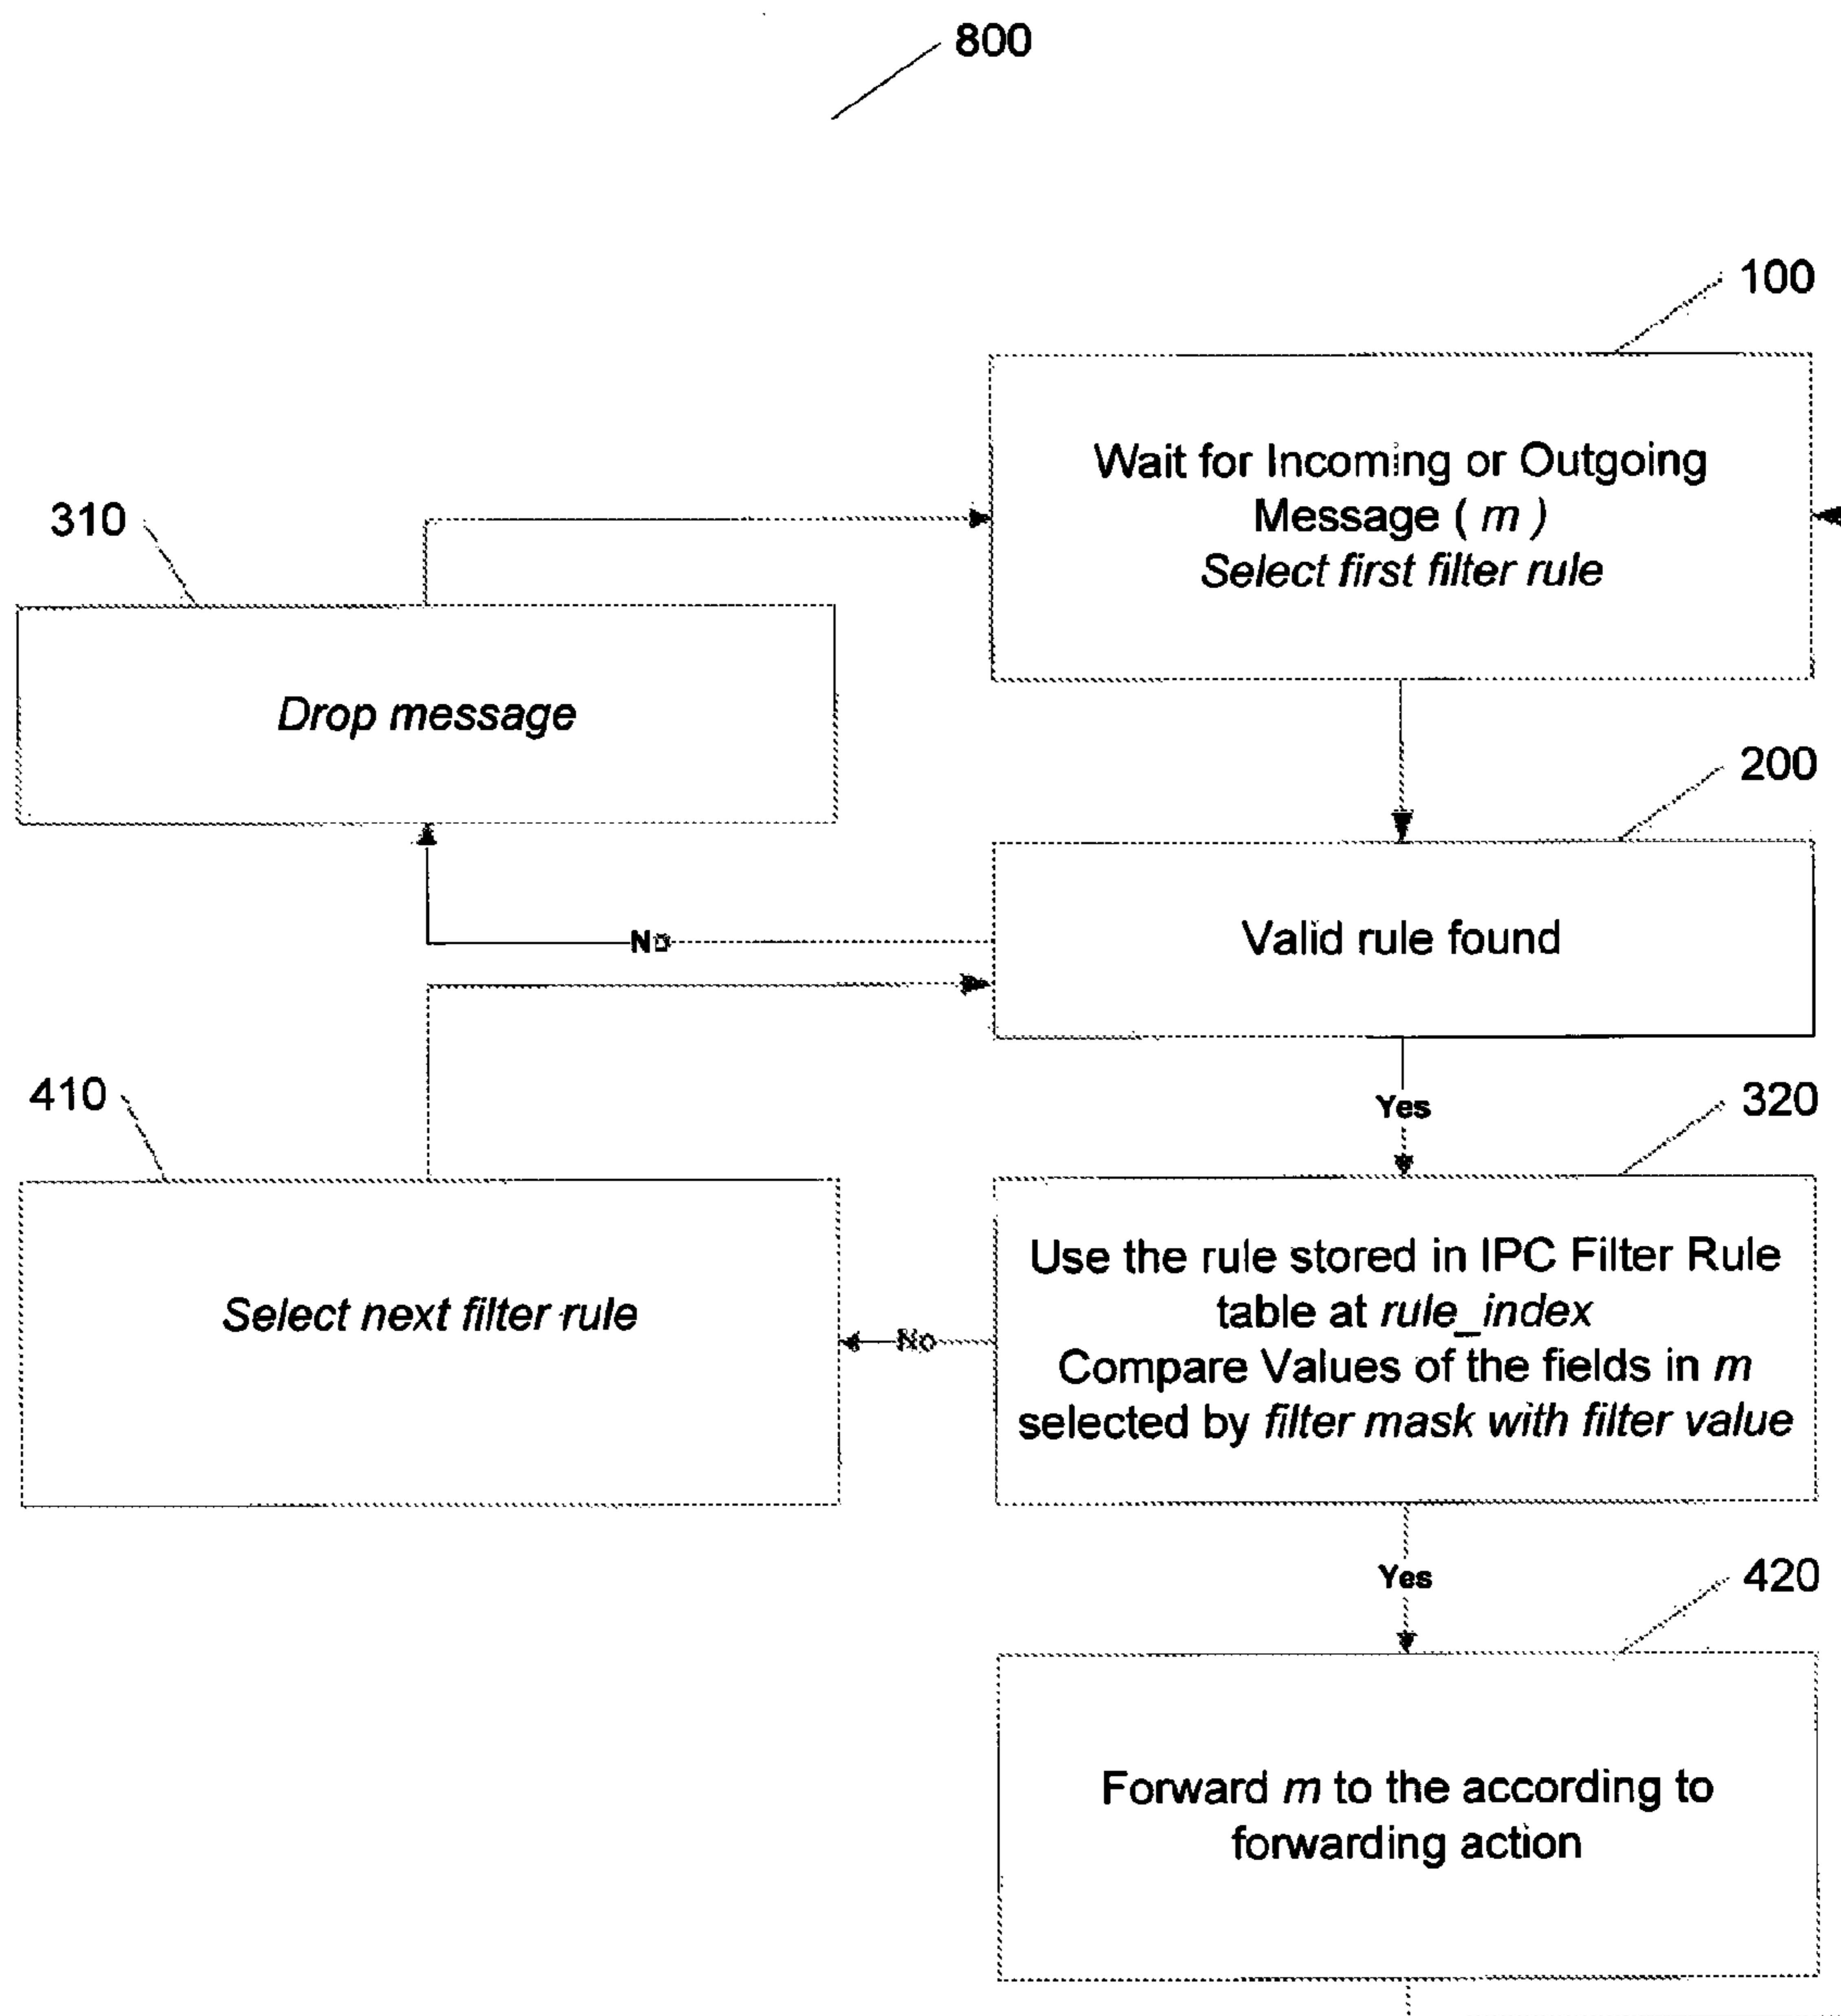 800
100
Wait for Incoming or Outgoing
Message ( m )
Select first filter rule
310
Drop message
200
Valid rule found
No
Yes
410
Select next filter rule
320
Use the rule stored in IPC Filter Rule
table at rule_index
Compare Values of the fields in m
selected by filter mask with filter value
No
Yes
420
Forward m to the according to
forwarding action